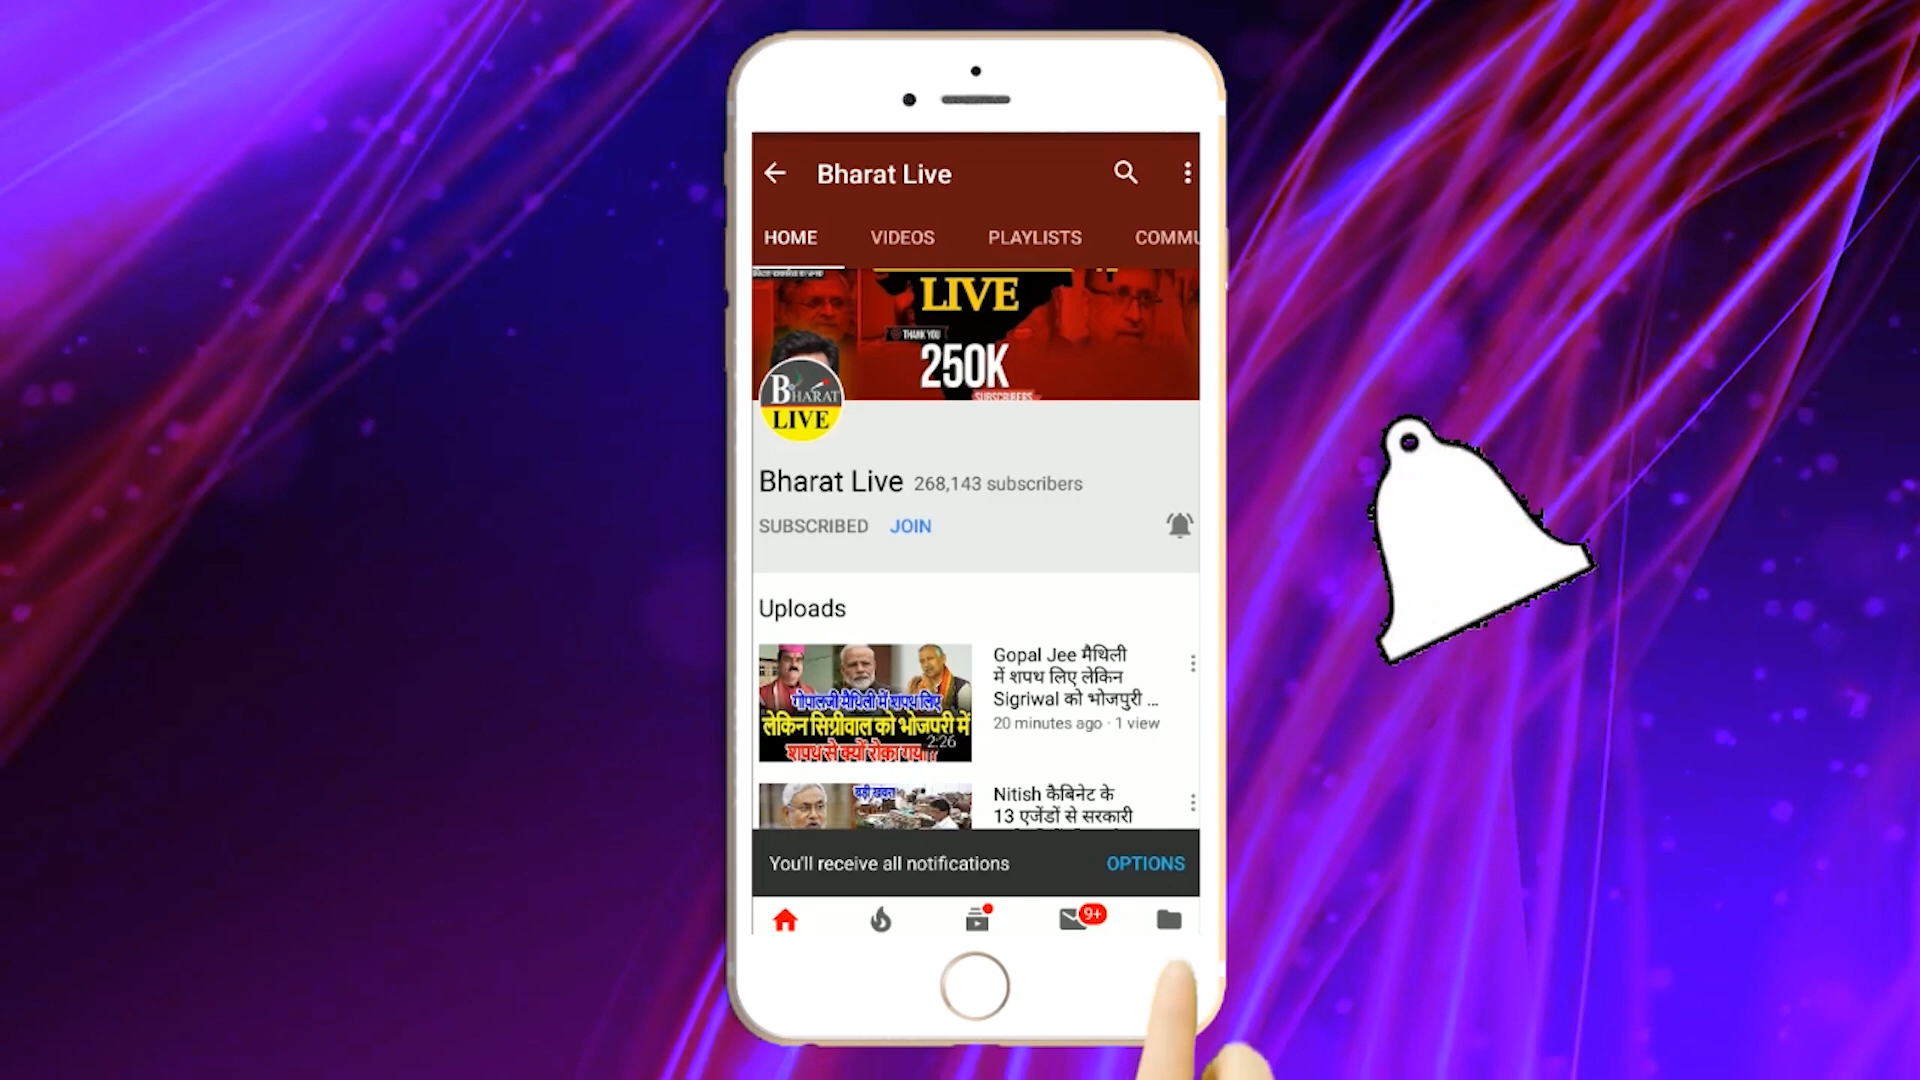 Bharat Live
HOME VIDEOS PLAYLISTS COMMU
LIVE
THANK YOU
250K
SUBSCRIBERS
BHARAT
LIVE
Bharat Live 268,143 subscribers
SUBSCRIBED JOIN
Uploads
गोपालजी मैथिली में शपथ लिए
लेकिन सिग्रीवाल को भोजपुरी में
शपथ से क्यों रोका गया
2:26
Gopal Jee मैथिली
में शपथ लिए लेकिन
Sigriwal को भोजपुरी ...
20 minutes ago · 1 view
बड़ी खबर
Nitish कैबिनेट के
13 एजेंडों से सरकारी
You'll receive all notifications OPTIONS
9+